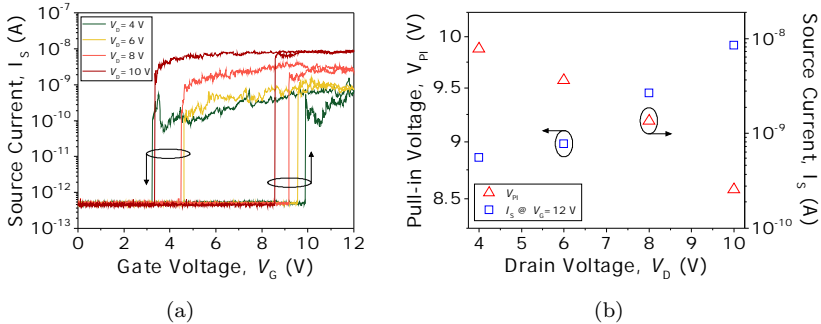 (a)
V_D = 4 V
V_D = 6 V
V_D = 8 V
V_D = 10 V
Source Current, I_S (A)
10^-7
10^-8
10^-9
10^-10
10^-11
10^-12
10^-13
0 2 4 6 8 10 12
Gate Voltage, V_G (V)
(a)
(b)
Pull-in Voltage, V_PI (V)
10
9.5
9
8.5
V_PI
I_S @ V_G = 12 V
10^-8
10^-9
10^-10
Source Current, I_S (A)
4 6 8 10
Drain Voltage, V_D (V)
(b)